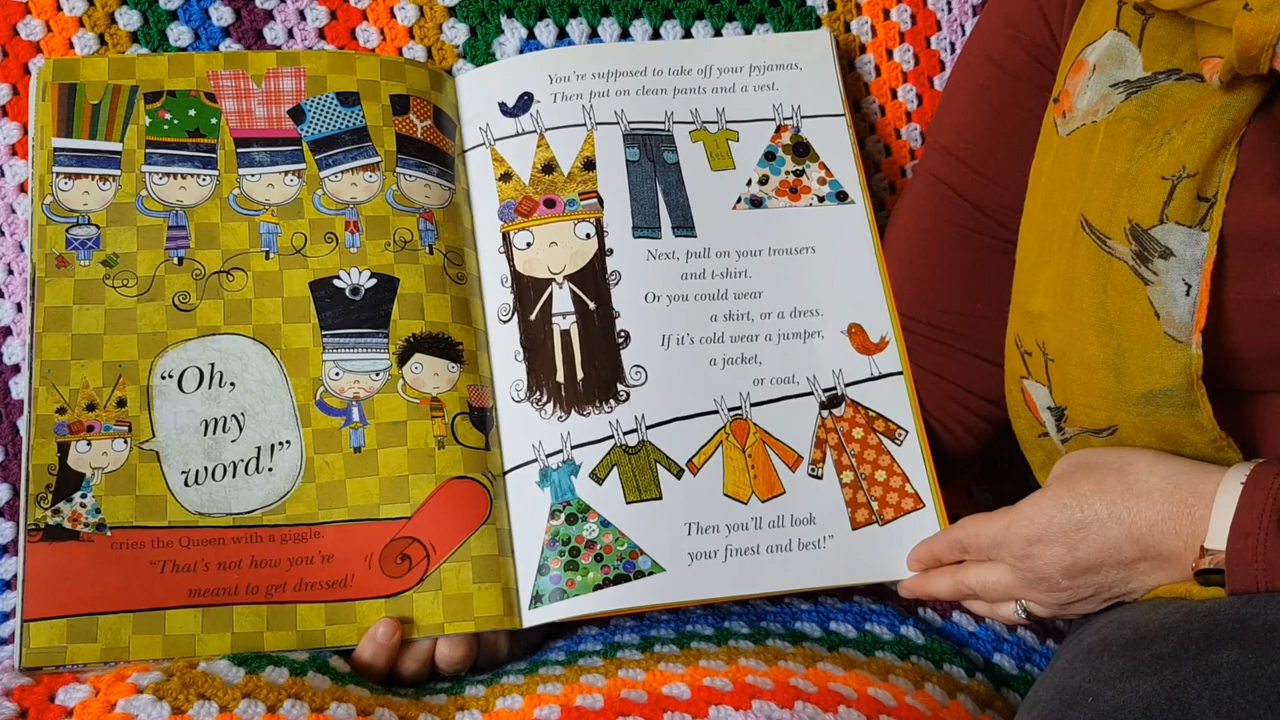 “Oh,
my
word!”
cries the Queen with a giggle.
“That's not how you're
meant to get dressed!
You're supposed to take off your pyjamas,
Then put on clean pants and a vest.
I
RULE
Next, pull on your trousers
and t-shirt.
Or you could wear
a skirt, or a dress.
If it's cold wear a jumper,
a jacket,
or coat,
Then you'll all look
your finest and best!”